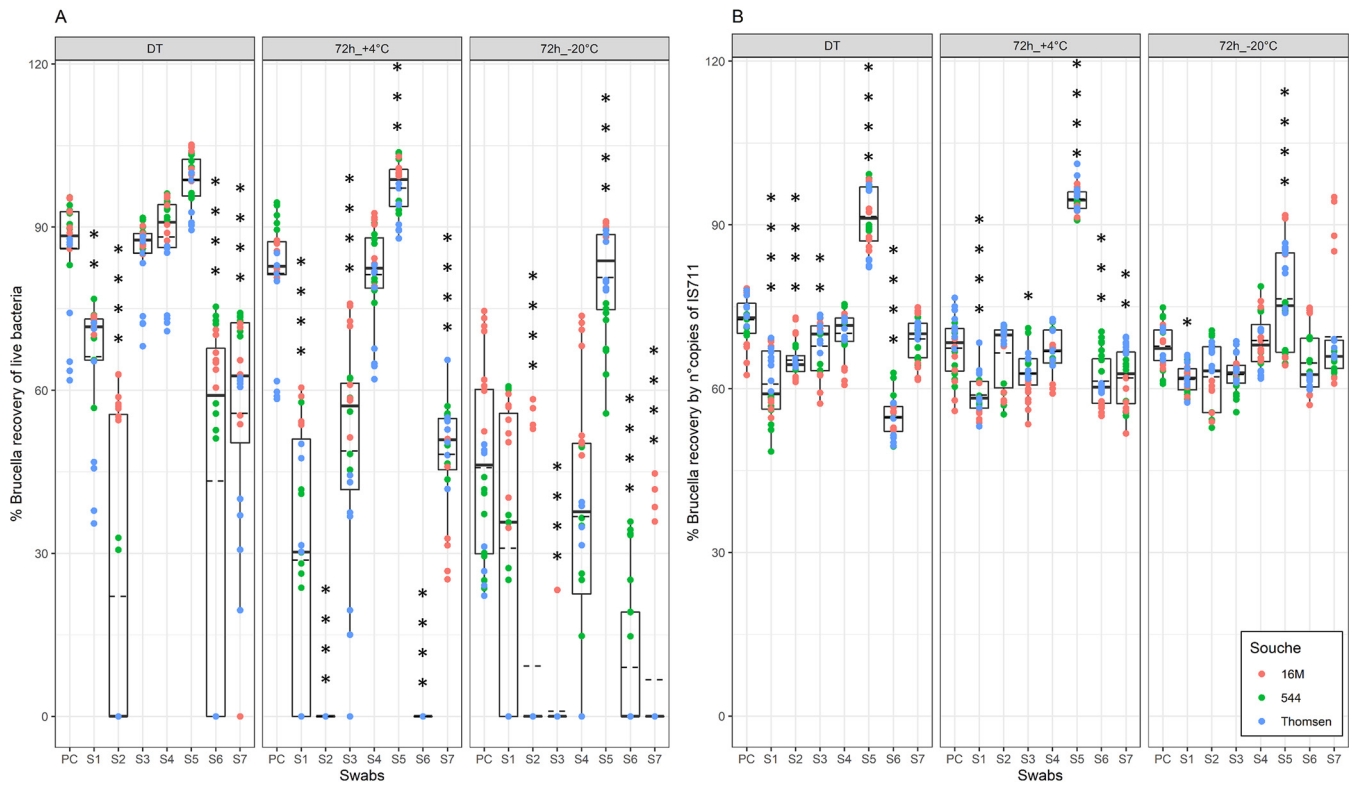 A
DT 72h_+4°C 72h_-20°C
% Brucella recovery of live bacteria
120
90
60
30
0
PC S1 S2 S3 S4 S5 S6 S7 PC S1 S2 S3 S4 S5 S6 S7 PC S1 S2 S3 S4 S5 S6 S7
Swabs
B
DT 72h_+4°C 72h_-20°C
% Brucella recovery by n°copies of IS711
120
90
60
30
0
PC S1 S2 S3 S4 S5 S6 S7 PC S1 S2 S3 S4 S5 S6 S7 PC S1 S2 S3 S4 S5 S6 S7
Swabs
Souche
16M
544
Thomsen